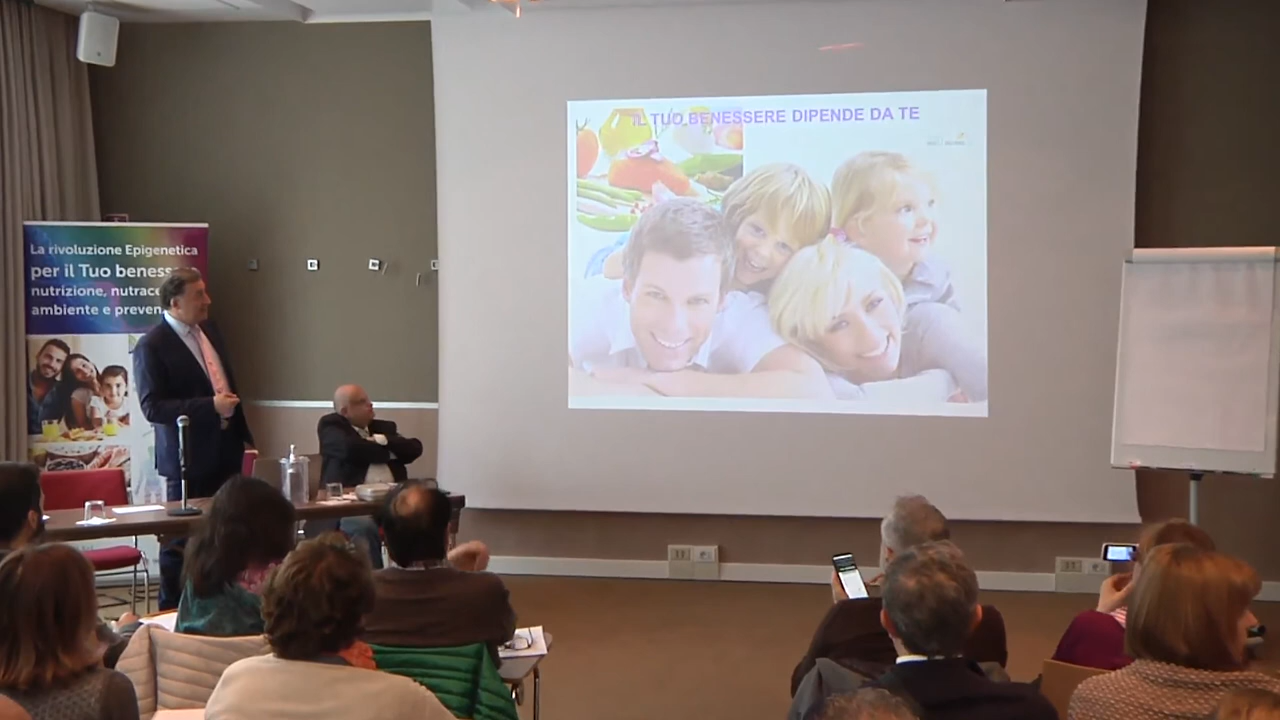 IL TUO BENESSERE DIPENDE DA TE
La rivoluzione Epigenetica
per il Tuo beness
nutrizione, nutrace
ambiente e preven